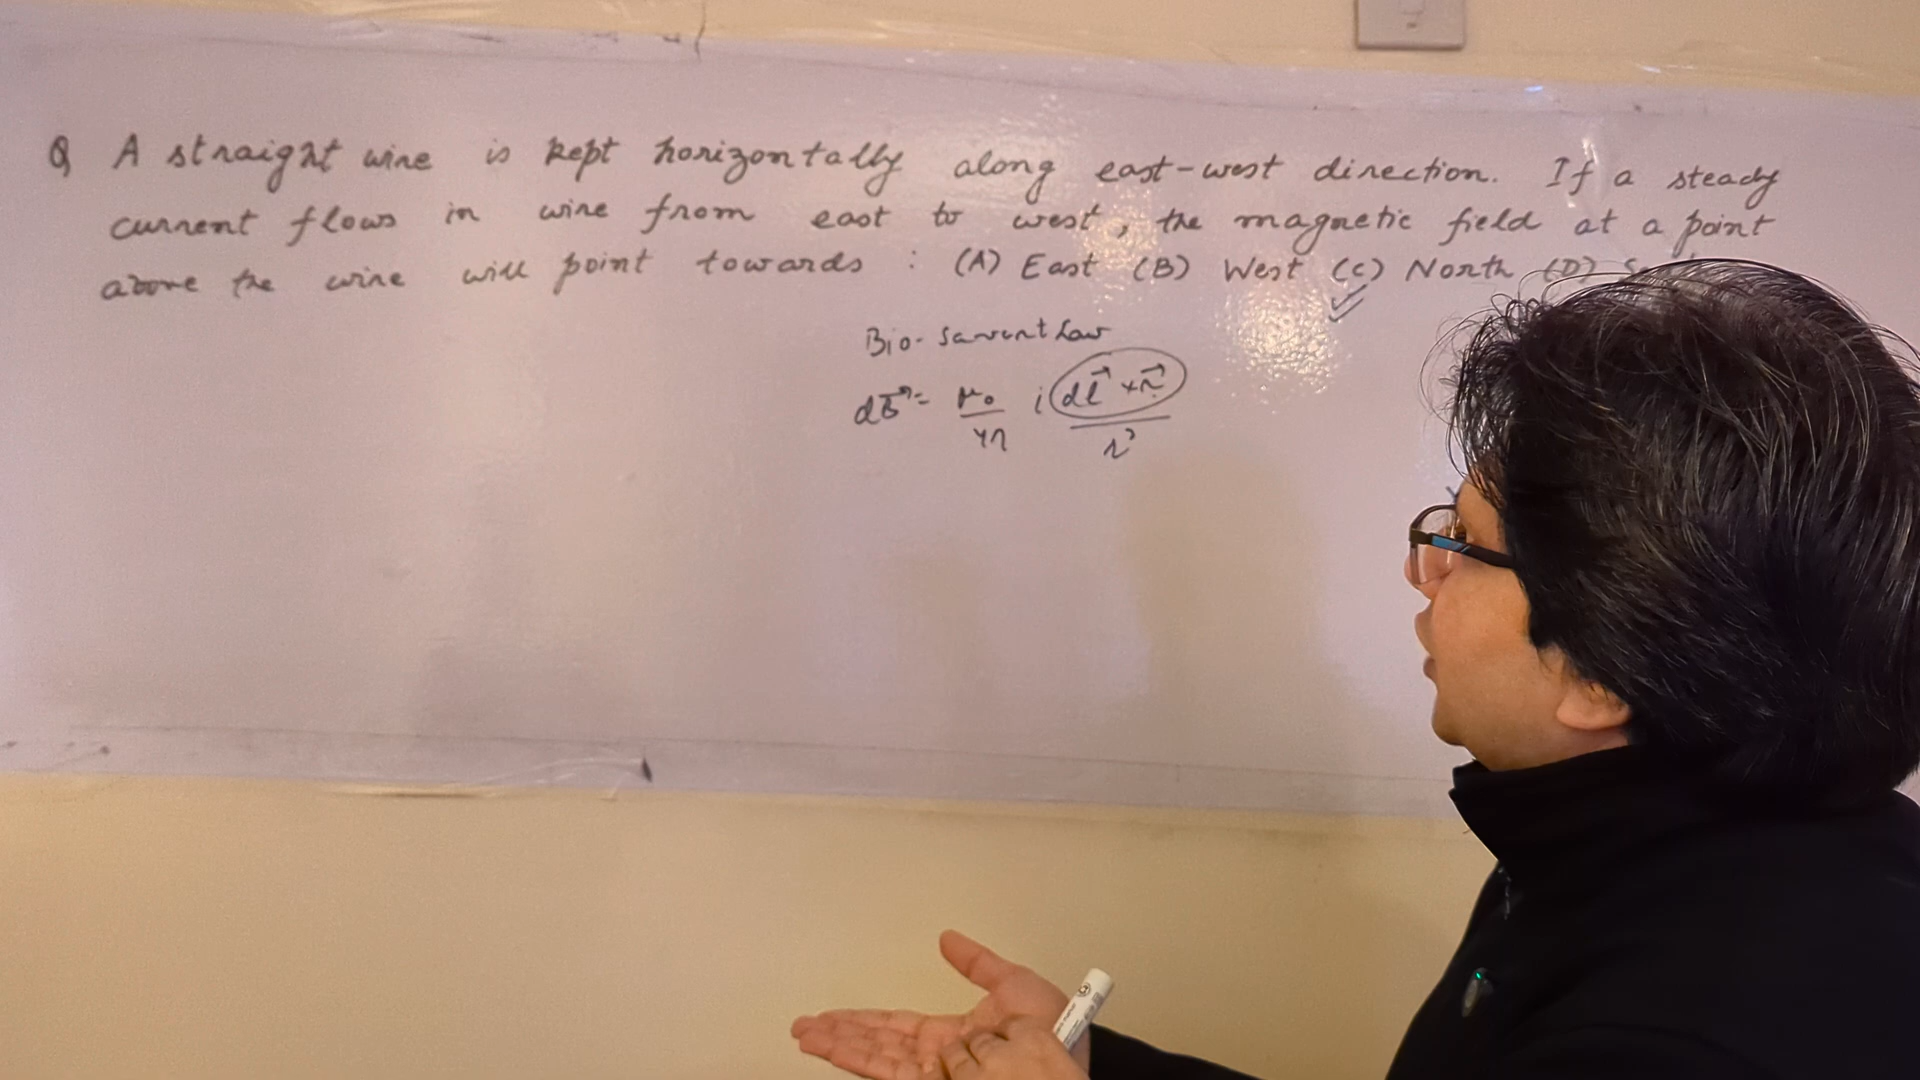 Q A straight wire is kept horizontally along east-west direction. If a steady
current flows in wire from east to west, the magnetic field at a point
above the wire will point towards : (A) East (B) West (C) North (D) S
Bio-Savent Law
dB⃗ = μ₀/4π i(dl⃗ × r⃗)/r³